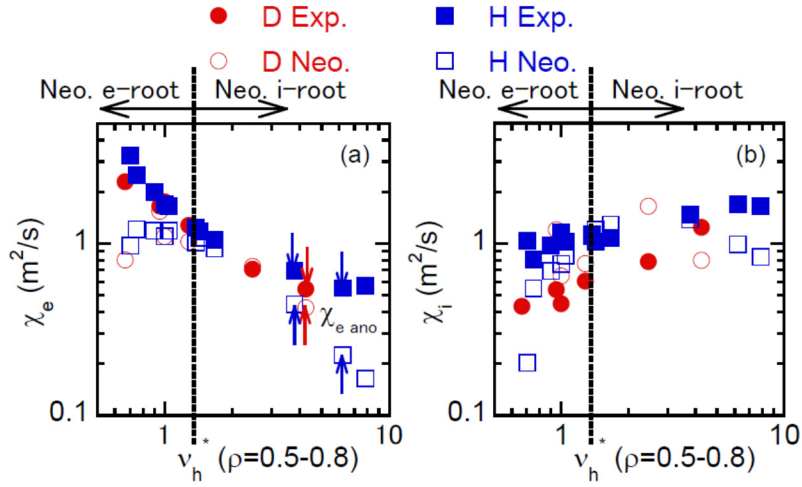 D Exp.
H Exp.
D Neo.
H Neo.
Neo. e-root
Neo. i-root
Neo. e-root
Neo. i-root
(a)
(b)
χe (m²/s)
1
0.1
χe ano
1
10
νh* (ρ=0.5-0.8)
χi (m²/s)
1
0.1
1
10
νh* (ρ=0.5-0.8)